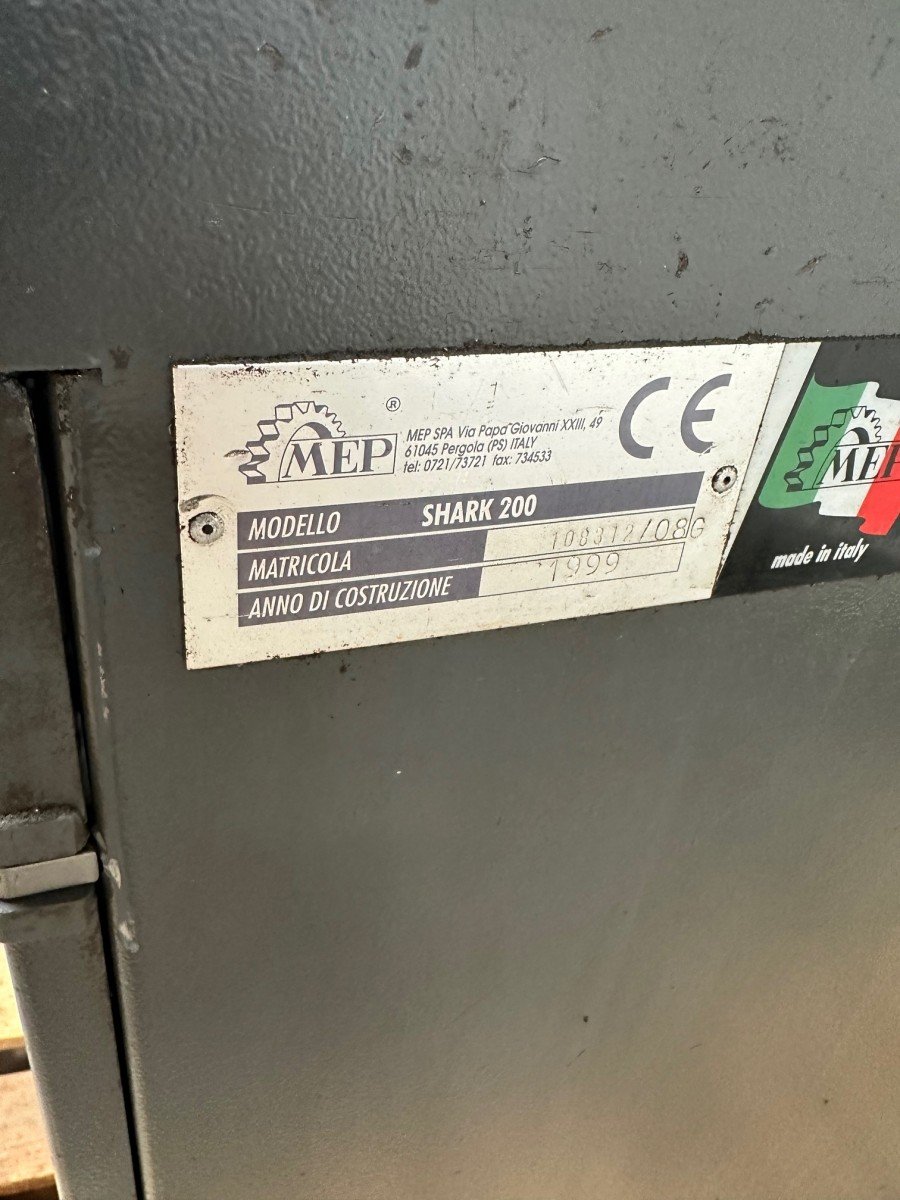 MEP ®
MEP SPA Via Papa Giovanni XXIII, 49
61045 Pergola (PS) ITALY
tel: 0721/73721 fax: 734533
CE
MODELLO SHARK 200
MATRICOLA 108312/08G
ANNO DI COSTRUZIONE 1999
MEP
made in italy